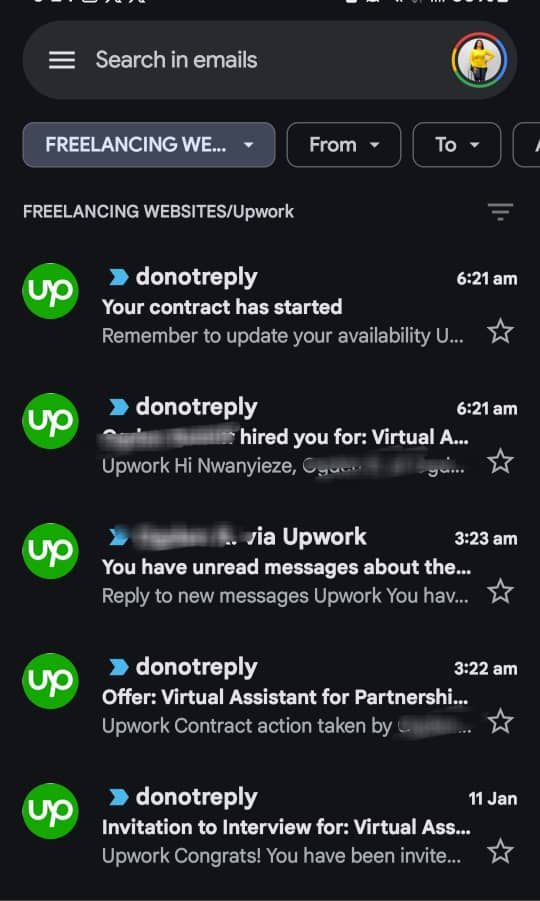 Search in emails
FREELANCING WE...
From
To
FREELANCING WEBSITES/Upwork
up
donotreply
6:21 am
Your contract has started
Remember to update your availability U...
up
donotreply
6:21 am
hired you for: Virtual A...
Upwork Hi Nwanyieze,
up
via Upwork
3:23 am
You have unread messages about the...
Reply to new messages Upwork You hav...
up
donotreply
3:22 am
Offer: Virtual Assistant for Partnershi...
Upwork Contract action taken by
up
donotreply
11 Jan
Invitation to Interview for: Virtual Ass...
Upwork Congrats! You have been invite...